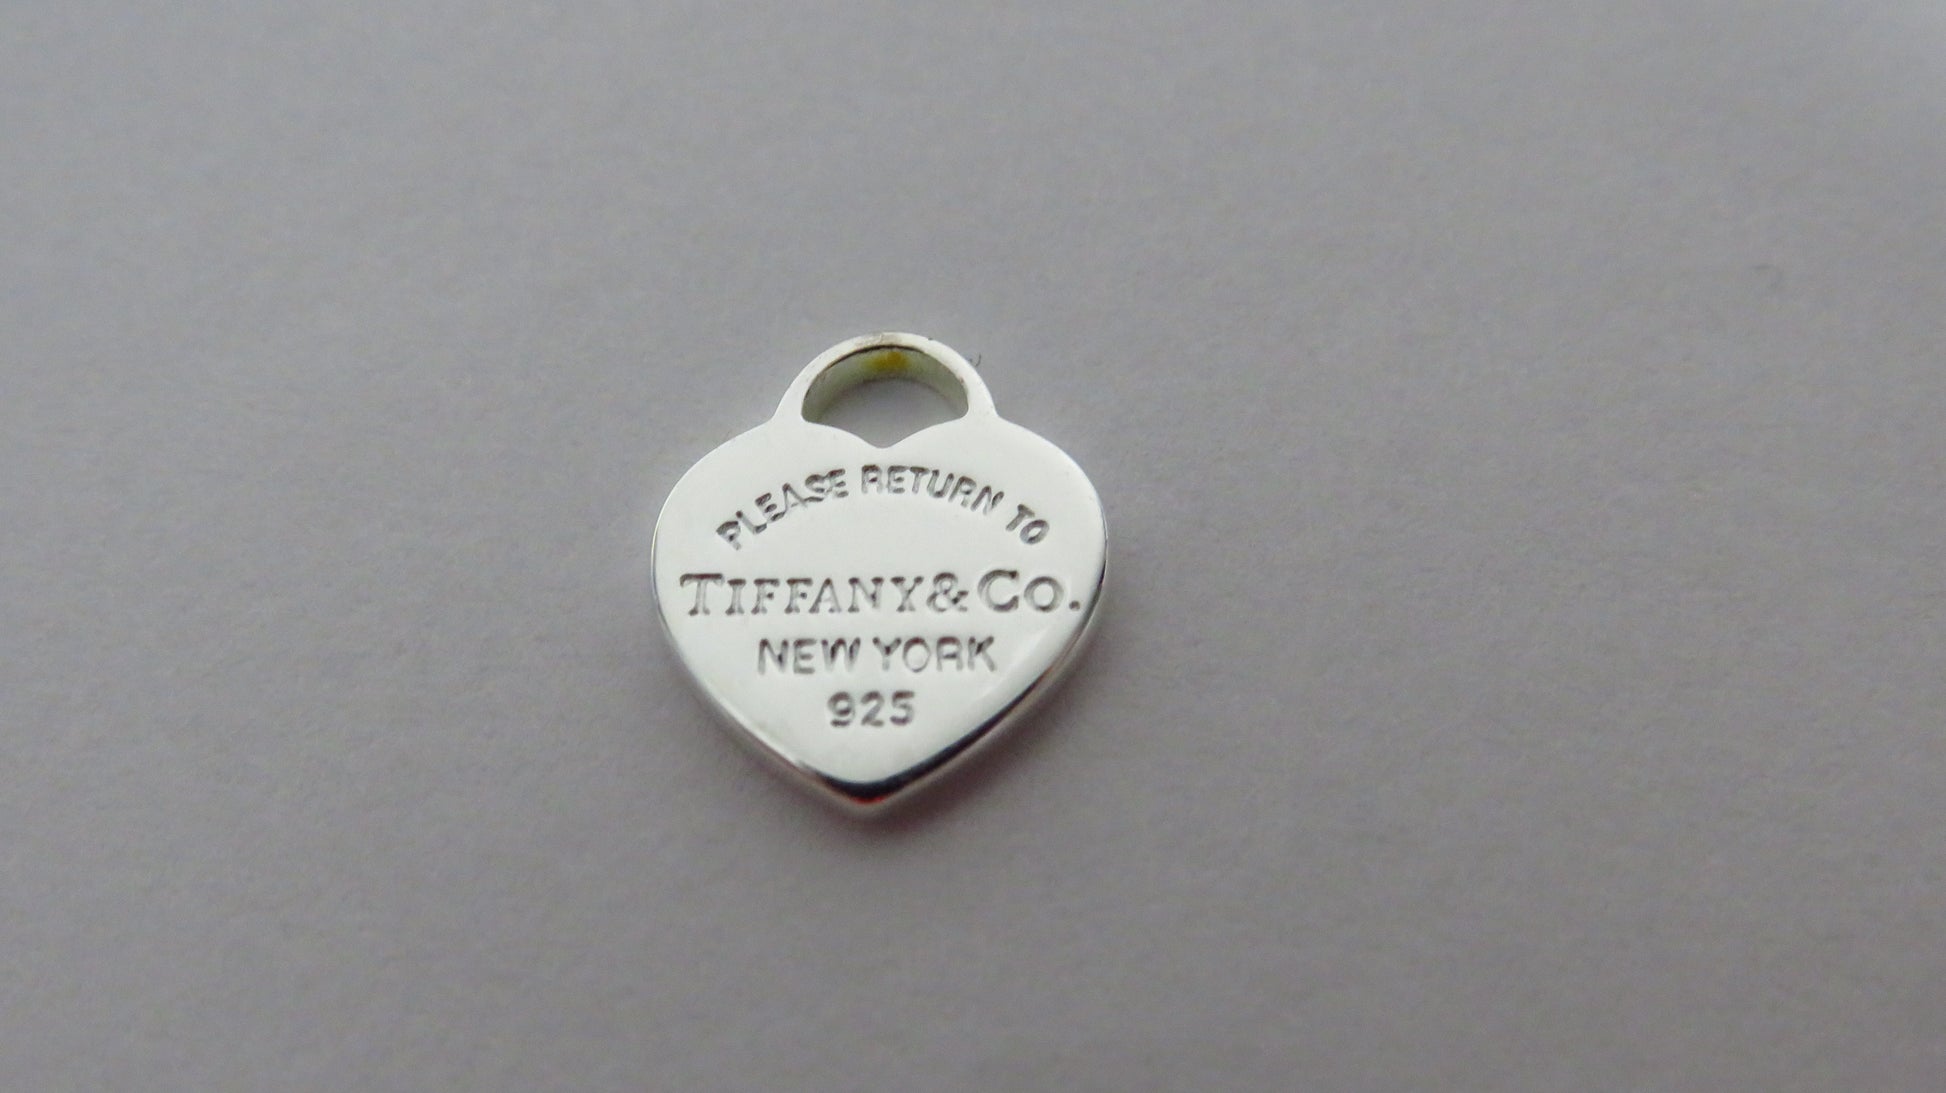 PLEASE RETURN TO
TIFFANY & CO.
NEW YORK
925